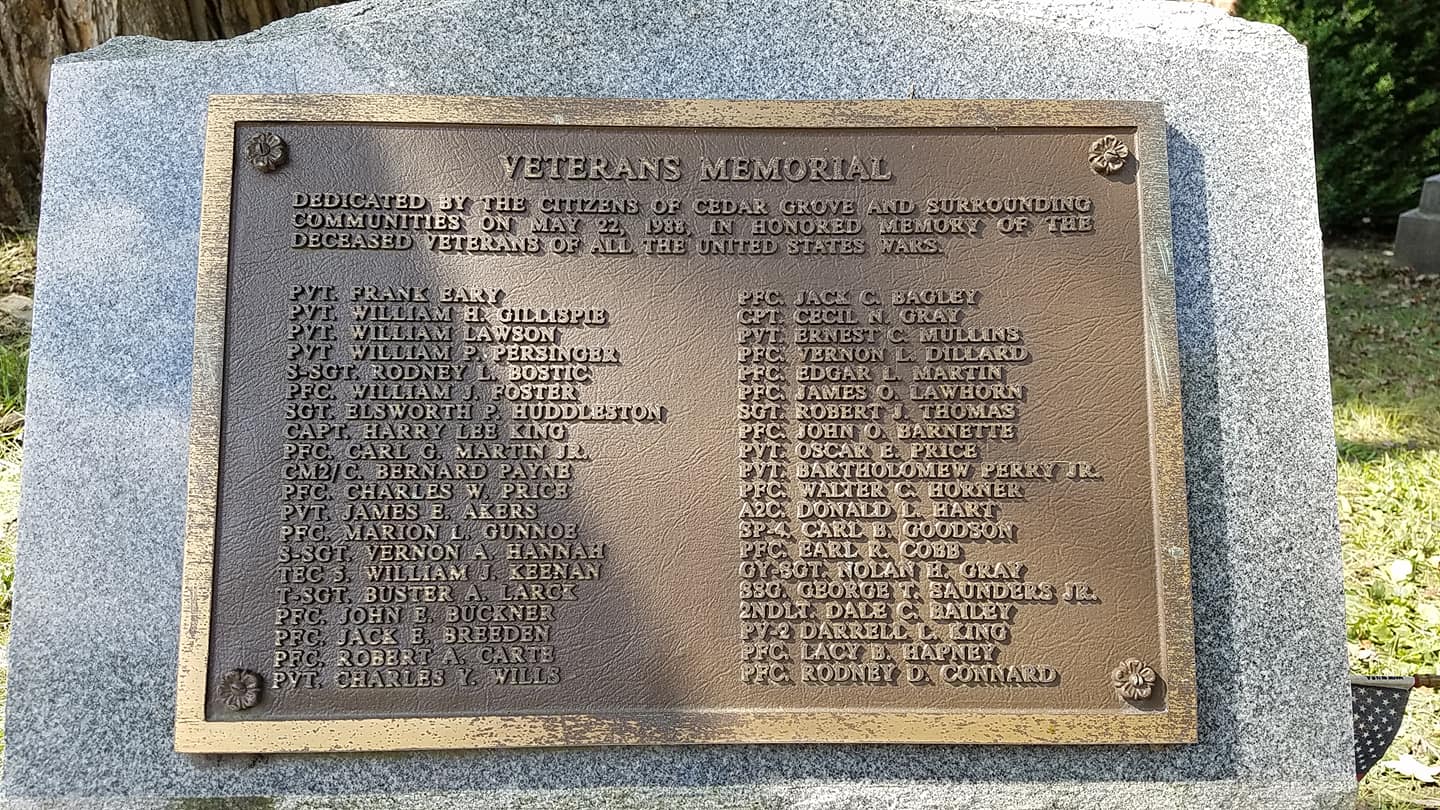 VETERANS MEMORIAL
DEDICATED BY THE CITIZENS OF CEDAR GROVE AND SURROUNDING
COMMUNITIES ON MAY 22, 1988, IN HONORED MEMORY OF THE
DECEASED VETERANS OF ALL THE UNITED STATES WARS.
PVT. FRANK EARY
PVT. WILLIAM H. GILLISPIE
PVT. WILLIAM LAWSON
PVT. WILLIAM P. PERSINGER
S-SGT. RODNEY L. BOSTIC
PFC. WILLIAM J. FOSTER
SGT. ELSWORTH P. HUDDLESTON
CAPT. HARRY LEE KING
PFC. CARL G. MARTIN JR.
CM2/C. BERNARD PAYNE
PFC. CHARLES W. PRICE
PVT. JAMES E. AKERS
PFC. MARION L. GUNNOE
S-SGT. VERNON A. HANNAH
TEC 5. WILLIAM J. KEENAN
T-SGT. BUSTER A. LARCK
PFC. JOHN E. BUCKNER
PFC. JACK E. BREEDEN
PFC. ROBERT A. CARTE
PVT. CHARLES Y. WILLS
PFC. JACK C. BAGLEY
CPT. CECIL N. GRAY
PVT. ERNEST C. MULLINS
PFC. VERNON L. DILLARD
PFC. EDGAR L. MARTIN
PFC. JAMES O. LAWHORN
SGT. ROBERT J. THOMAS
PFC. JOHN O. BARNETTE
PVT. OSCAR E. PRICE
PVT. BARTHOLOMEW PERRY JR.
PFC. WALTER C. HORNER
A2C. DONALD L. HART
SP-4. CARL B. GOODSON
PFC. EARL R. COBB
GY-SGT. NOLAN H. GRAY
SSG. GEORGE T. SAUNDERS JR.
2NDLT. DALE C. BAILEY
PV-2 DARRELL L. KING
PFC. LACY B. HAPNEY
PFC. RODNEY D. CONNARD